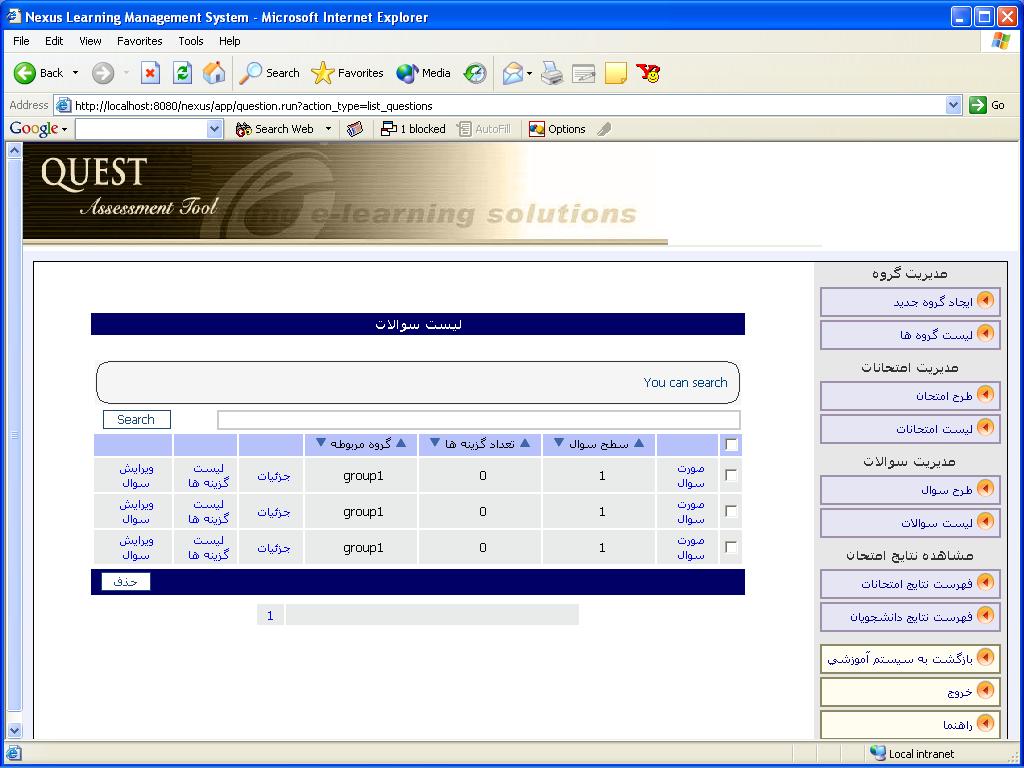 Nexus Learning Management System - Microsoft Internet Explorer
File Edit View Favorites Tools Help
Back Search Favorites Media
Address http://localhost:8080/nexus/app/question.run?action_type=list_questions Go
Google Search Web 1 blocked AutoFill Options
QUEST
Assessment Tool
e-learning solutions
مدیریت گروه
ایجاد گروه جدید
لیست گروه ها
مدیریت امتحانات
طرح امتحان
لیست امتحانات
مدیریت سوالات
طرح سوال
لیست سوالات
مشاهده نتایج امتحان
فهرست نتایج امتحانات
فهرست نتایج دانشجویان
بازگشت به سیستم آموزشي
خروج
راهنما
لیست سوالات
You can search
Search
سطح سوال تعداد گزینه ها گروه مربوطه
صورت سوال 1 0 group1 جزئیات لیست گزینه ها ویرایش سوال
صورت سوال 1 0 group1 جزئیات لیست گزینه ها ویرایش سوال
صورت سوال 1 0 group1 جزئیات لیست گزینه ها ویرایش سوال
حذف
1
Local intranet